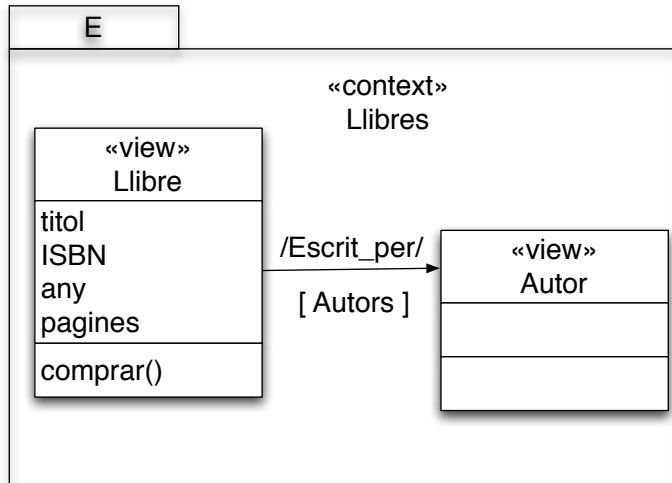 E
«context»
Llibres
«view»
Llibre
titol
ISBN
any
pagines
comprar()
/Escrit_per/
[ Autors ]
«view»
Autor